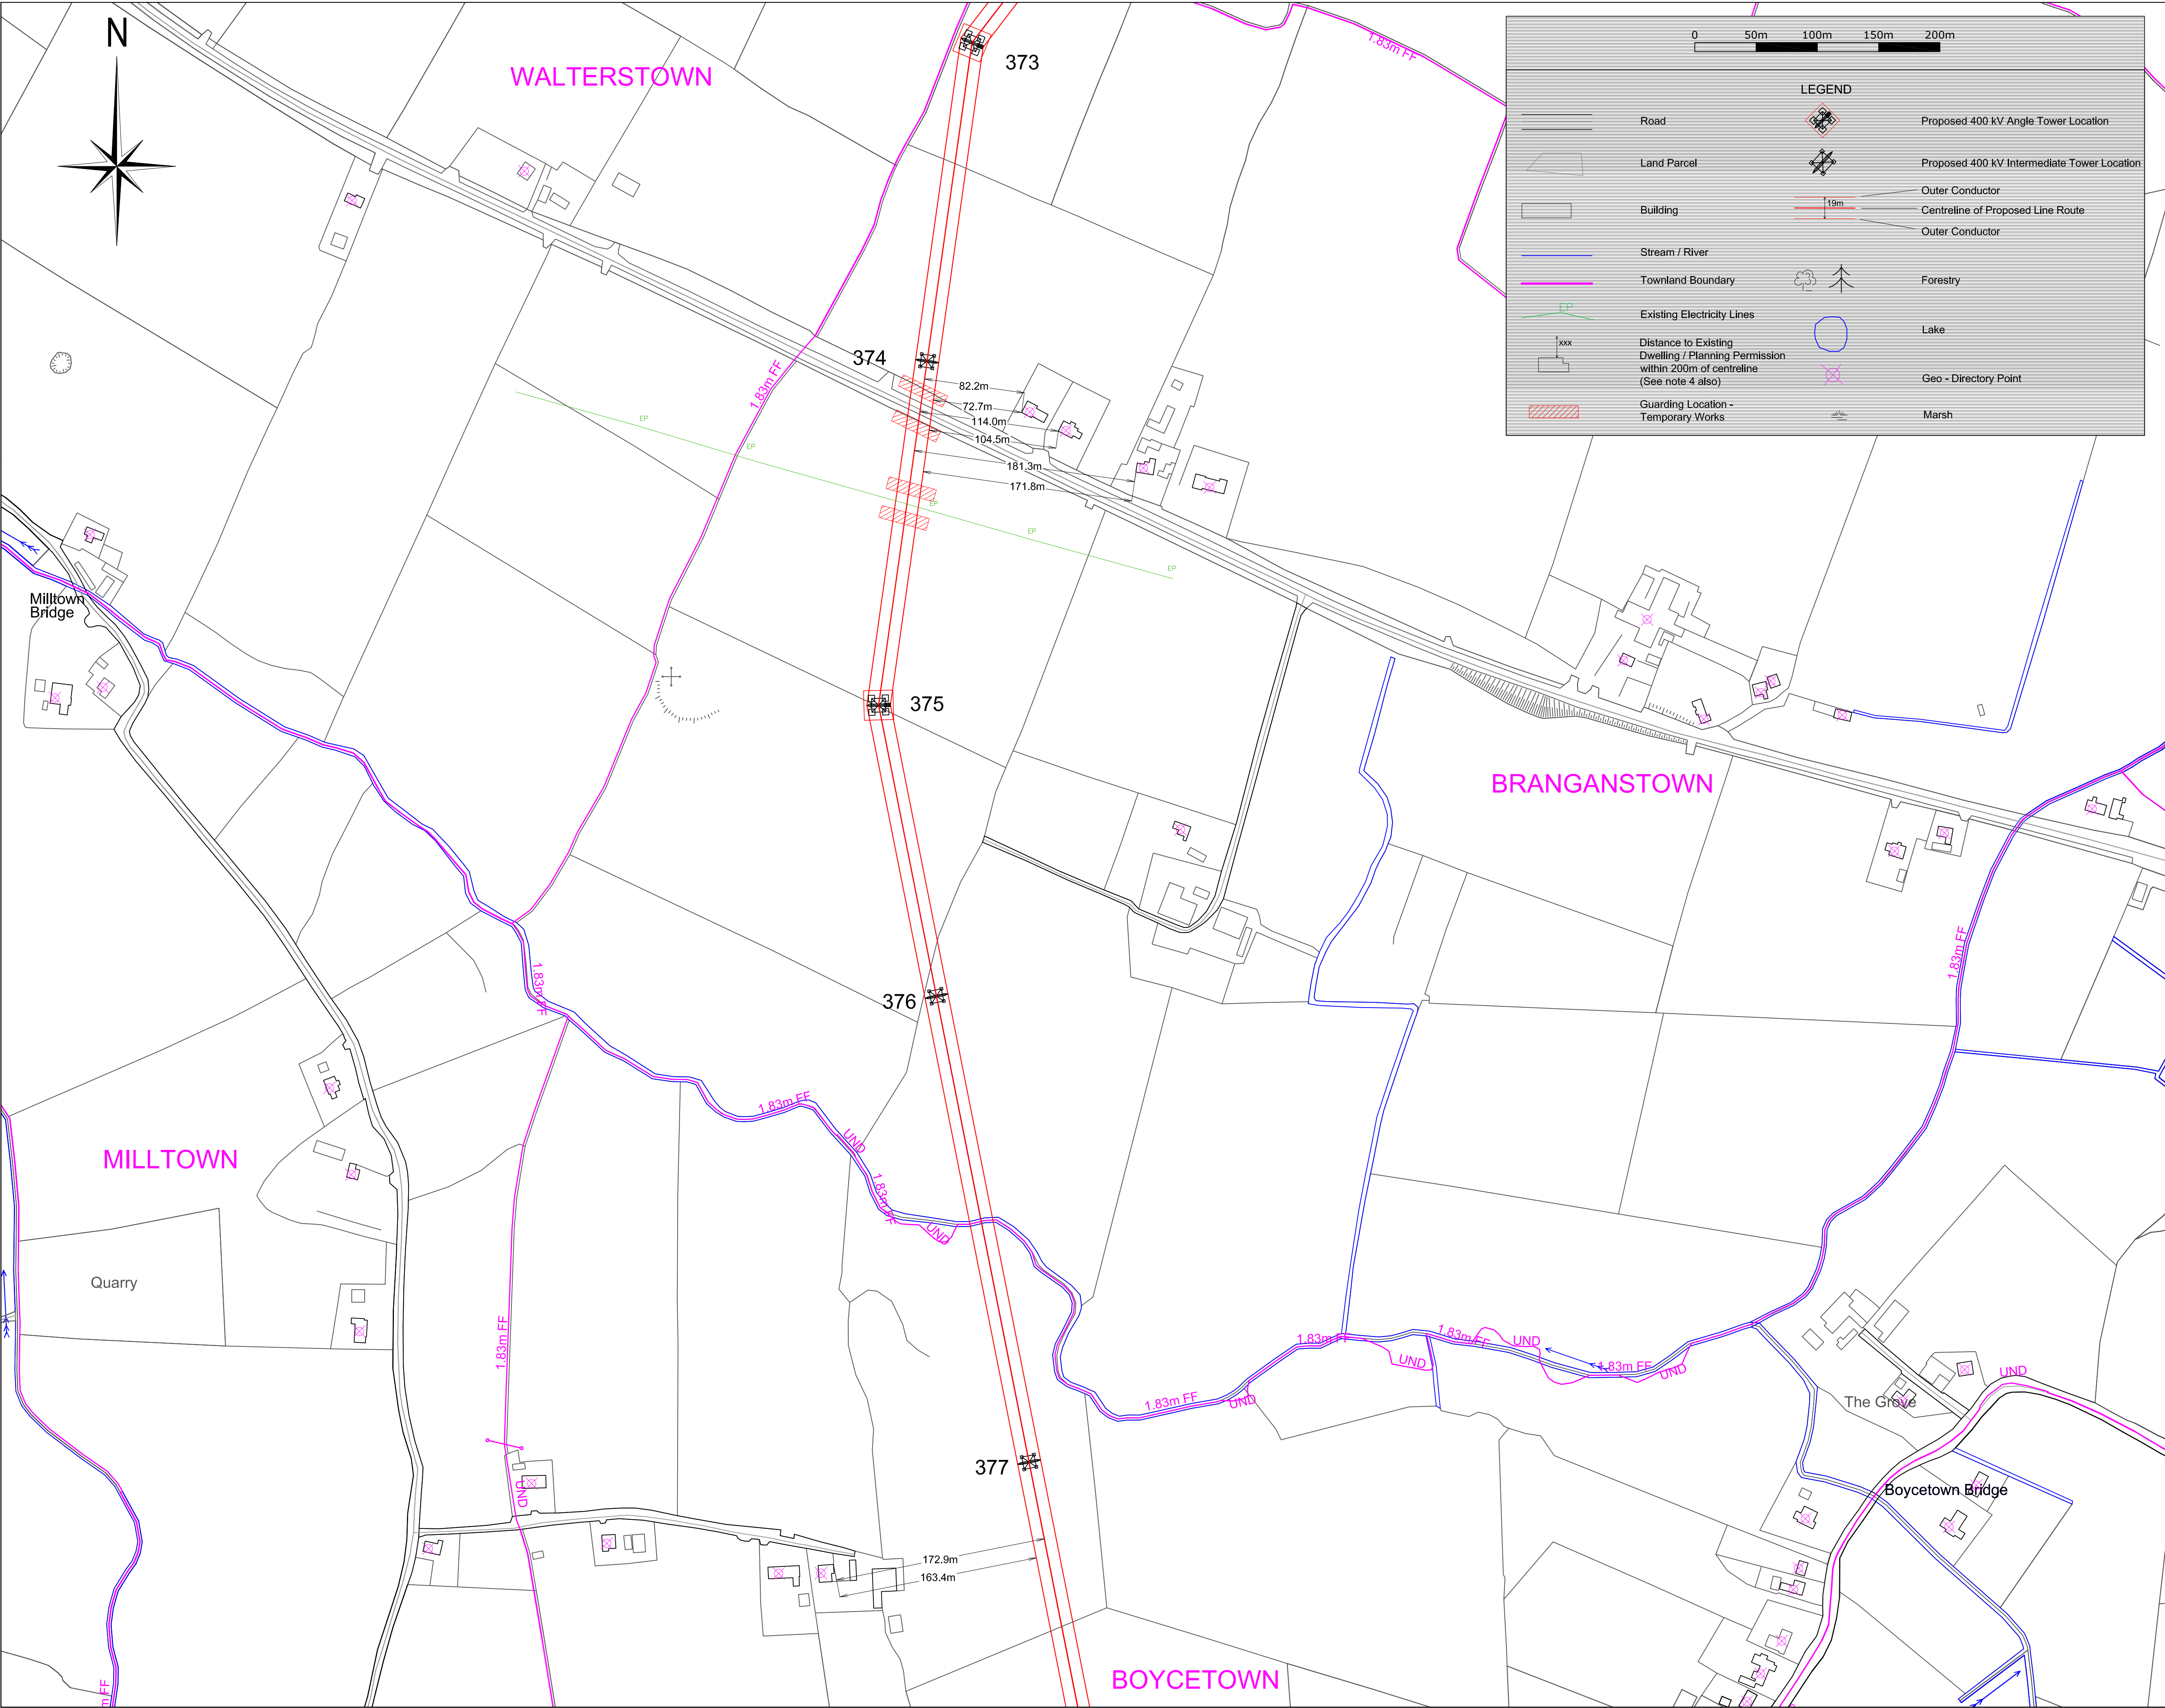 N
WALTERSTOWN
373
1.83m FF
0 50m 100m 150m 200m
LEGEND
Road
Proposed 400 kV Angle Tower Location
Land Parcel
Proposed 400 kV Intermediate Tower Location
Building
19m
Outer Conductor
Centreline of Proposed Line Route
Outer Conductor
Stream / River
Townland Boundary
Forestry
EP
Existing Electricity Lines
Lake
xxx
Distance to Existing
Dwelling / Planning Permission
within 200m of centreline
(See note 4 also)
Geo - Directory Point
Guarding Location -
Temporary Works
Marsh
374
1.83m FF
82.2m
72.7m
114.0m
104.5m
181.3m
171.8m
EP
EP
EP
EP
EP
Milltown
Bridge
375
BRANGANSTOWN
1.83m FF
376
1.83m FF
1.83m FF
UND
1.83m FF
UND
MILLTOWN
Quarry
1.83m FF
1.83m FF
UND
1.83m FF
UND
1.83m FF
UND
1.83m FF
UND
UND
The Grove
377
UND
Boycetown Bridge
172.9m
163.4m
BOYCETOWN
m FF